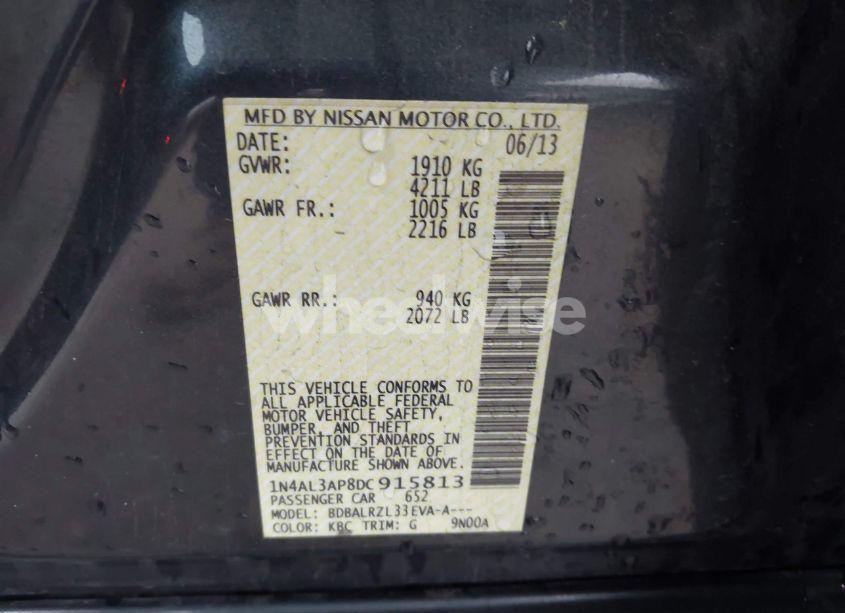 MFD BY NISSAN MOTOR CO., LTD.
DATE: 06/13
GVWR: 1910 KG
4211 LB
GAWR FR.: 1005 KG
2216 LB
GAWR RR.: 940 KG
2072 LB
wheelwise
THIS VEHICLE CONFORMS TO
ALL APPLICABLE FEDERAL
MOTOR VEHICLE SAFETY,
BUMPER, AND THEFT
PREVENTION STANDARDS IN
EFFECT ON THE DATE OF
MANUFACTURE SHOWN ABOVE.
1N4AL3AP8DC915813
PASSENGER CAR 652
MODEL: BDBALRZL33EVA-A---
COLOR: KBC TRIM: G 9N00A